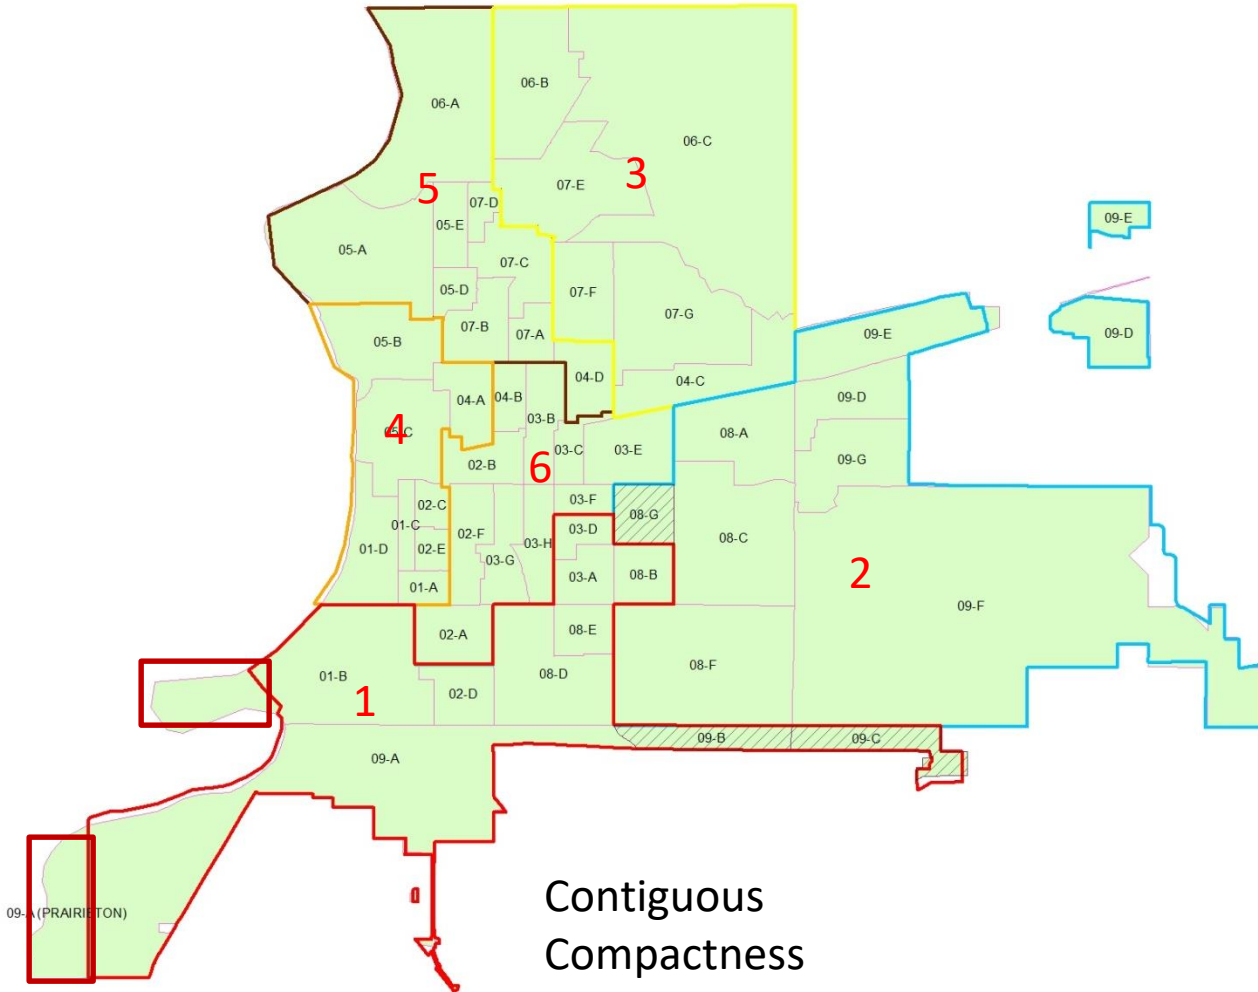 06-B
06-A
06-C
3
07-E
5
07-D
09-E
05-E
05-A
07-C
05-D
07-F
07-G
07-B
07-A
09-E
09-D
05-B
04-D
04-C
04-A
04-B
09-D
03-B
4
05-C
08-A
03-C
03-E
6
02-B
09-G
03-F
02-C
01-C
08-G
03-D
02-F
08-C
03-H
01-D
02-E
03-G
03-A
08-B
2
01-A
09-F
08-E
02-A
08-F
01-B
08-D
1
02-D
09-B
09-C
09-A
Contiguous
09-A (PRAIRIETON)
Compactness